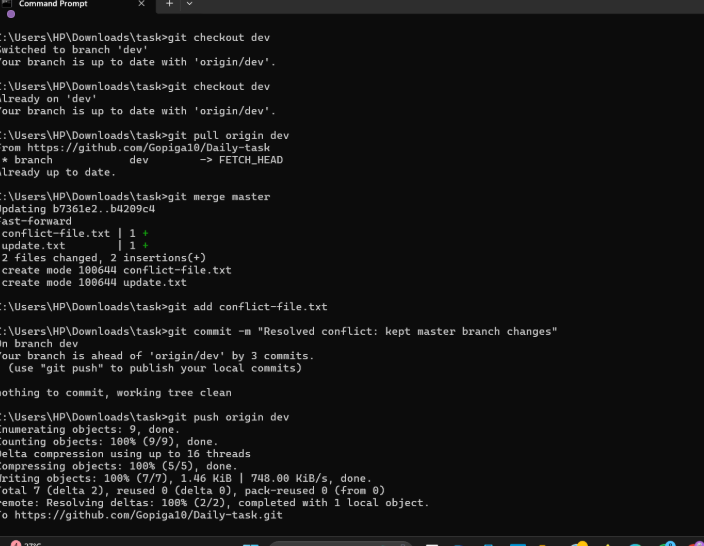 Command Prompt
:\Users\HP\Downloads\task>git checkout dev
Switched to branch 'dev'
Your branch is up to date with 'origin/dev'.
:\Users\HP\Downloads\task>git checkout dev
Already on 'dev'
Your branch is up to date with 'origin/dev'.
:\Users\HP\Downloads\task>git pull origin dev
From https://github.com/Gopiga10/Daily-task
* branch dev -> FETCH_HEAD
Already up to date.
:\Users\HP\Downloads\task>git merge master
Updating b7361e2..b4209c4
Fast-forward
conflict-file.txt | 1 +
update.txt | 1 +
2 files changed, 2 insertions(+)
create mode 100644 conflict-file.txt
create mode 100644 update.txt
:\Users\HP\Downloads\task>git add conflict-file.txt
:\Users\HP\Downloads\task>git commit -m "Resolved conflict: kept master branch changes"
On branch dev
Your branch is ahead of 'origin/dev' by 3 commits.
(use "git push" to publish your local commits)
nothing to commit, working tree clean
:\Users\HP\Downloads\task>git push origin dev
Enumerating objects: 9, done.
Counting objects: 100% (9/9), done.
Delta compression using up to 16 threads
Compressing objects: 100% (5/5), done.
Writing objects: 100% (7/7), 1.46 KiB | 748.00 KiB/s, done.
Total 7 (delta 2), reused 0 (delta 0), pack-reused 0 (from 0)
remote: Resolving deltas: 100% (2/2), completed with 1 local object.
To https://github.com/Gopiga10/Daily-task.git